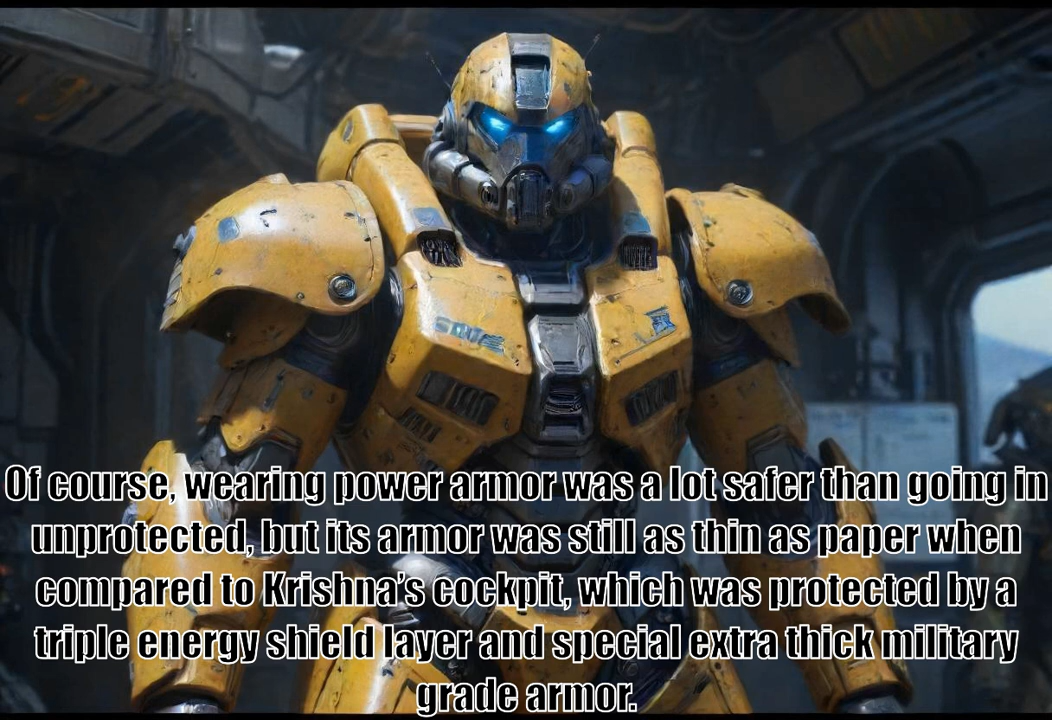 Of course, wearing power armor was a lot safer than going in
unprotected, but its armor was still as thin as paper when
compared to Krishna's cockpit, which was protected by a
triple energy shield layer and special extra thick military
grade armor.